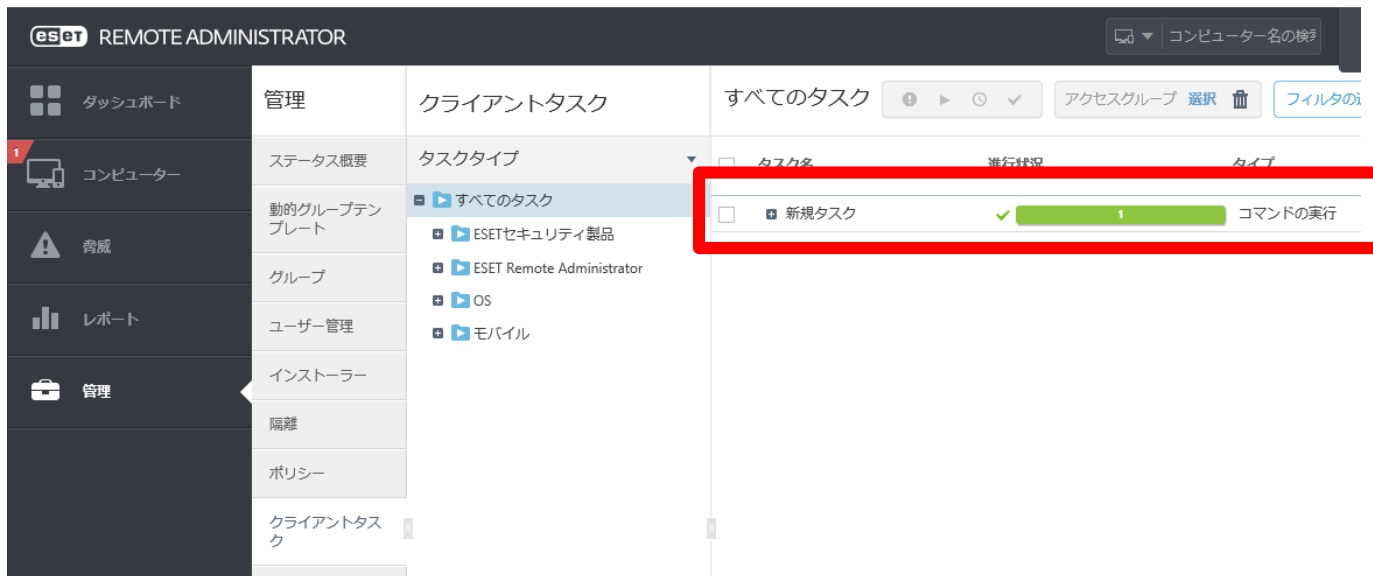 eset REMOTE ADMINISTRATOR
コンピューター名の検
ダッシュボード
1
コンピューター
脅威
レポート
管理
管理
ステータス概要
動的グループテン
プレート
グループ
ユーザー管理
インストーラー
隔離
ポリシー
クライアントタス
ク
クライアントタスク
タスクタイプ
すべてのタスク
ESETセキュリティ製品
ESET Remote Administrator
OS
モバイル
すべてのタスク
アクセスグループ 選択
フィルタの
タスク名 進行状況 タイプ
新規タスク 1 コマンドの実行